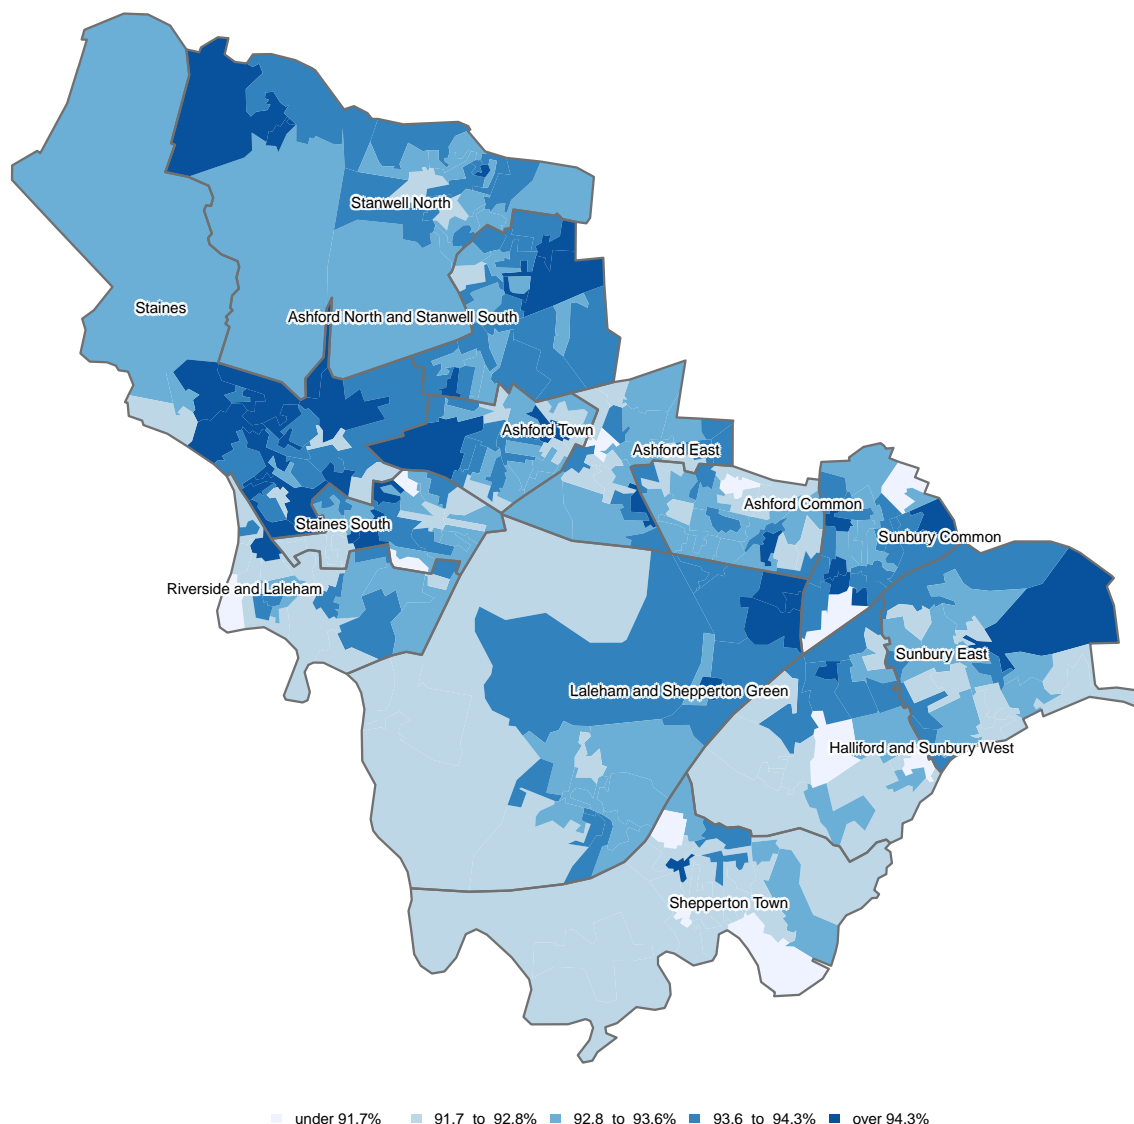 Stanwell North
Staines
Ashford North and Stanwell South
Ashford Town
Ashford East
Ashford Common
Staines South
Sunbury Common
Riverside and Laleham
Sunbury East
Laleham and Shepperton Green
Halliford and Sunbury West
Shepperton Town
under 91.7% 91.7 to 92.8% 92.8 to 93.6% 93.6 to 94.3% over 94.3%